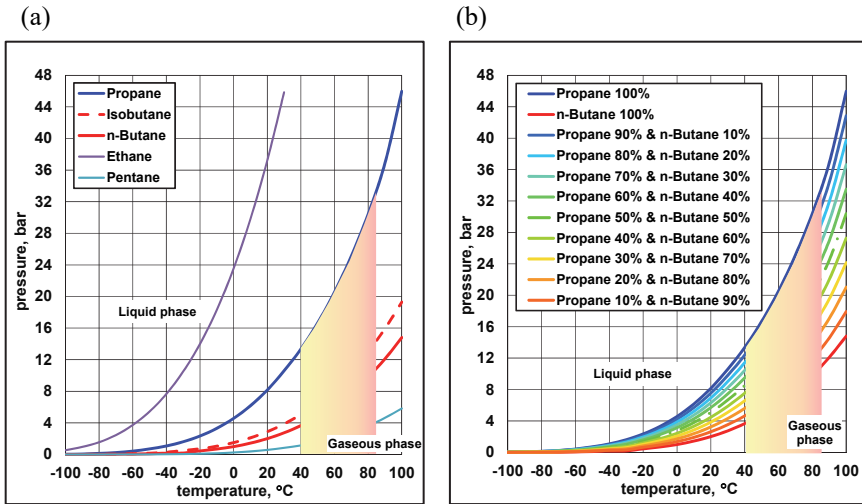 (a)
48
44
40
36
32
28
24
20
16
12
8
4
0
pressure, bar
Propane
Isobutane
n-Butane
Ethane
Pentane
Liquid phase
Gaseous phase
-100 -80 -60 -40 -20 0 20 40 60 80 100
temperature, ºC
(b)
48
44
40
36
32
28
24
20
16
12
8
4
0
pressure, bar
Propane 100%
n-Butane 100%
Propane 90% & n-Butane 10%
Propane 80% & n-Butane 20%
Propane 70% & n-Butane 30%
Propane 60% & n-Butane 40%
Propane 50% & n-Butane 50%
Propane 40% & n-Butane 60%
Propane 30% & n-Butane 70%
Propane 20% & n-Butane 80%
Propane 10% & n-Butane 90%
Liquid phase
Gaseous
phase
-100 -80 -60 -40 -20 0 20 40 60 80 100
temperature, ºC